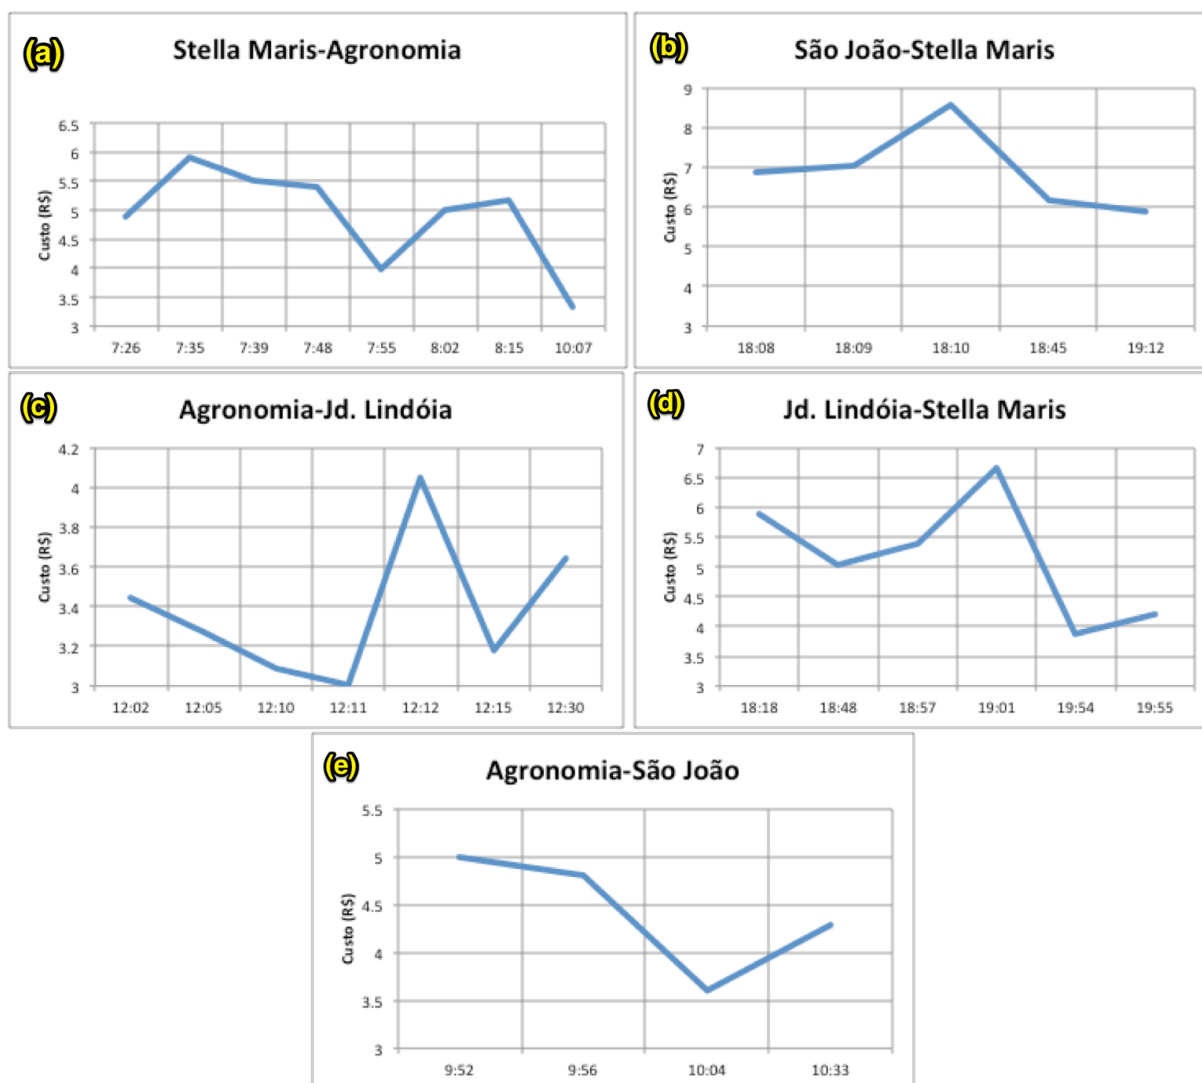 (a)
Stella Maris-Agronomia
Custo (R$)
6.5
6
5.5
5
4.5
4
3.5
3
7:26 7:35 7:39 7:48 7:55 8:02 8:15 10:07
(b)
São João-Stella Maris
Custo (R$)
9
8
7
6
5
4
3
18:08 18:09 18:10 18:45 19:12
(c)
Agronomia-Jd. Lindóia
Custo (R$)
4.2
4
3.8
3.6
3.4
3.2
3
12:02 12:05 12:10 12:11 12:12 12:15 12:30
(d)
Jd. Lindóia-Stella Maris
Custo (R$)
7
6.5
6
5.5
5
4.5
4
3.5
3
18:18 18:48 18:57 19:01 19:54 19:55
(e)
Agronomia-São João
Custo (R$)
5.5
5
4.5
4
3.5
3
9:52 9:56 10:04 10:33